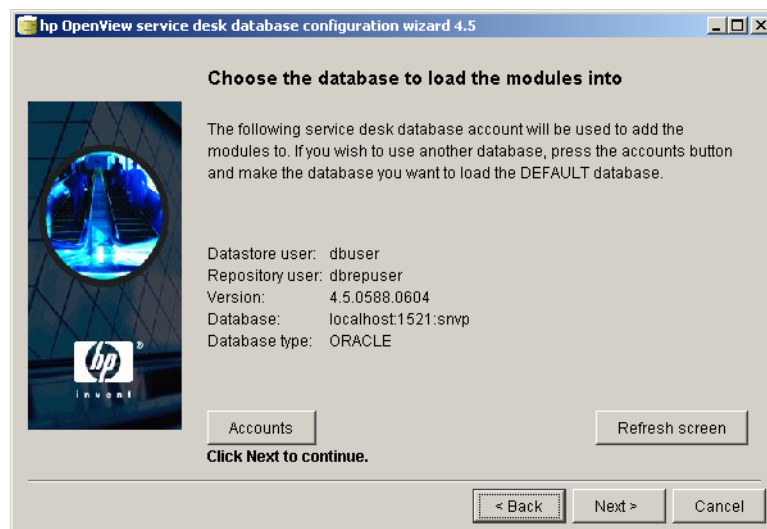 hp OpenView service desk database configuration wizard 4.5
Choose the database to load the modules into
The following service desk database account will be used to add the
modules to. If you wish to use another database, press the accounts button
and make the database you want to load the DEFAULT database.
Datastore user: dbuser
Repository user: dbrepuser
Version: 4.5.0588.0604
Database: localhost:1521:snvp
Database type: ORACLE
hp ®
invent
Accounts
Refresh screen
Click Next to continue.
< Back
Next >
Cancel